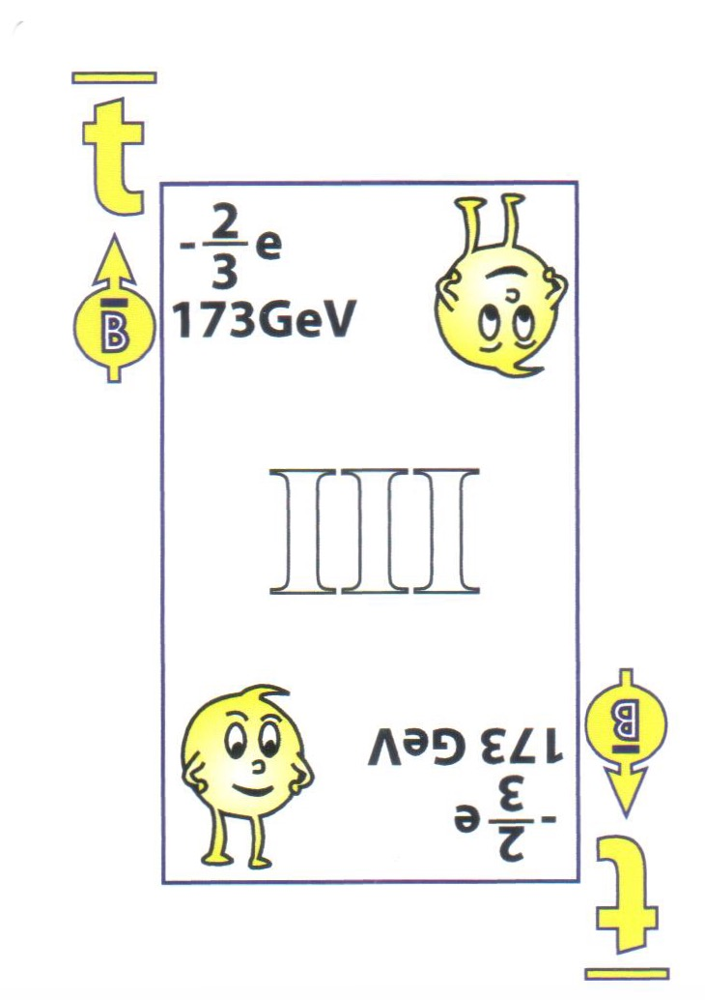 t̅
B̅
-2/3 e
173GeV
III
173 GeV
-2/3 e
B̅
t̅